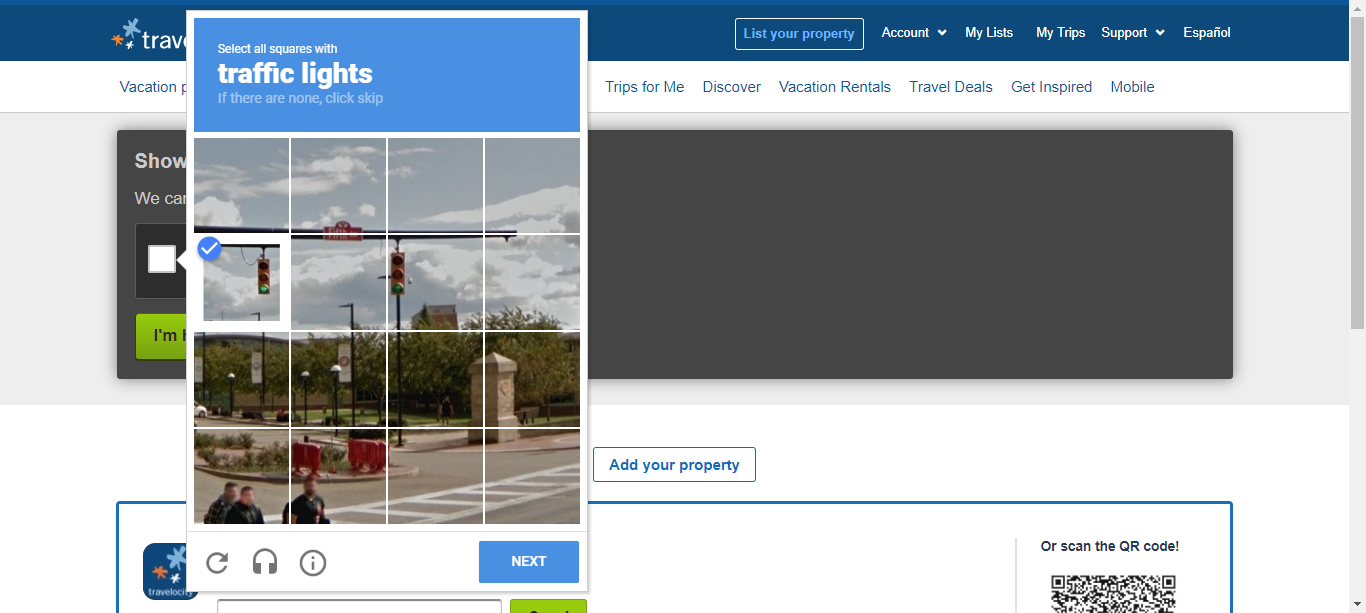 List your property
Account
My Lists
My Trips
Support
Español
Select all squares with
traffic lights
If there are none, click skip
Vacation
Trips for Me
Discover
Vacation Rentals
Travel Deals
Get Inspired
Mobile
Show
We
I'm
Fifth
Add your property
NEXT
travelocity
Or scan the QR code!